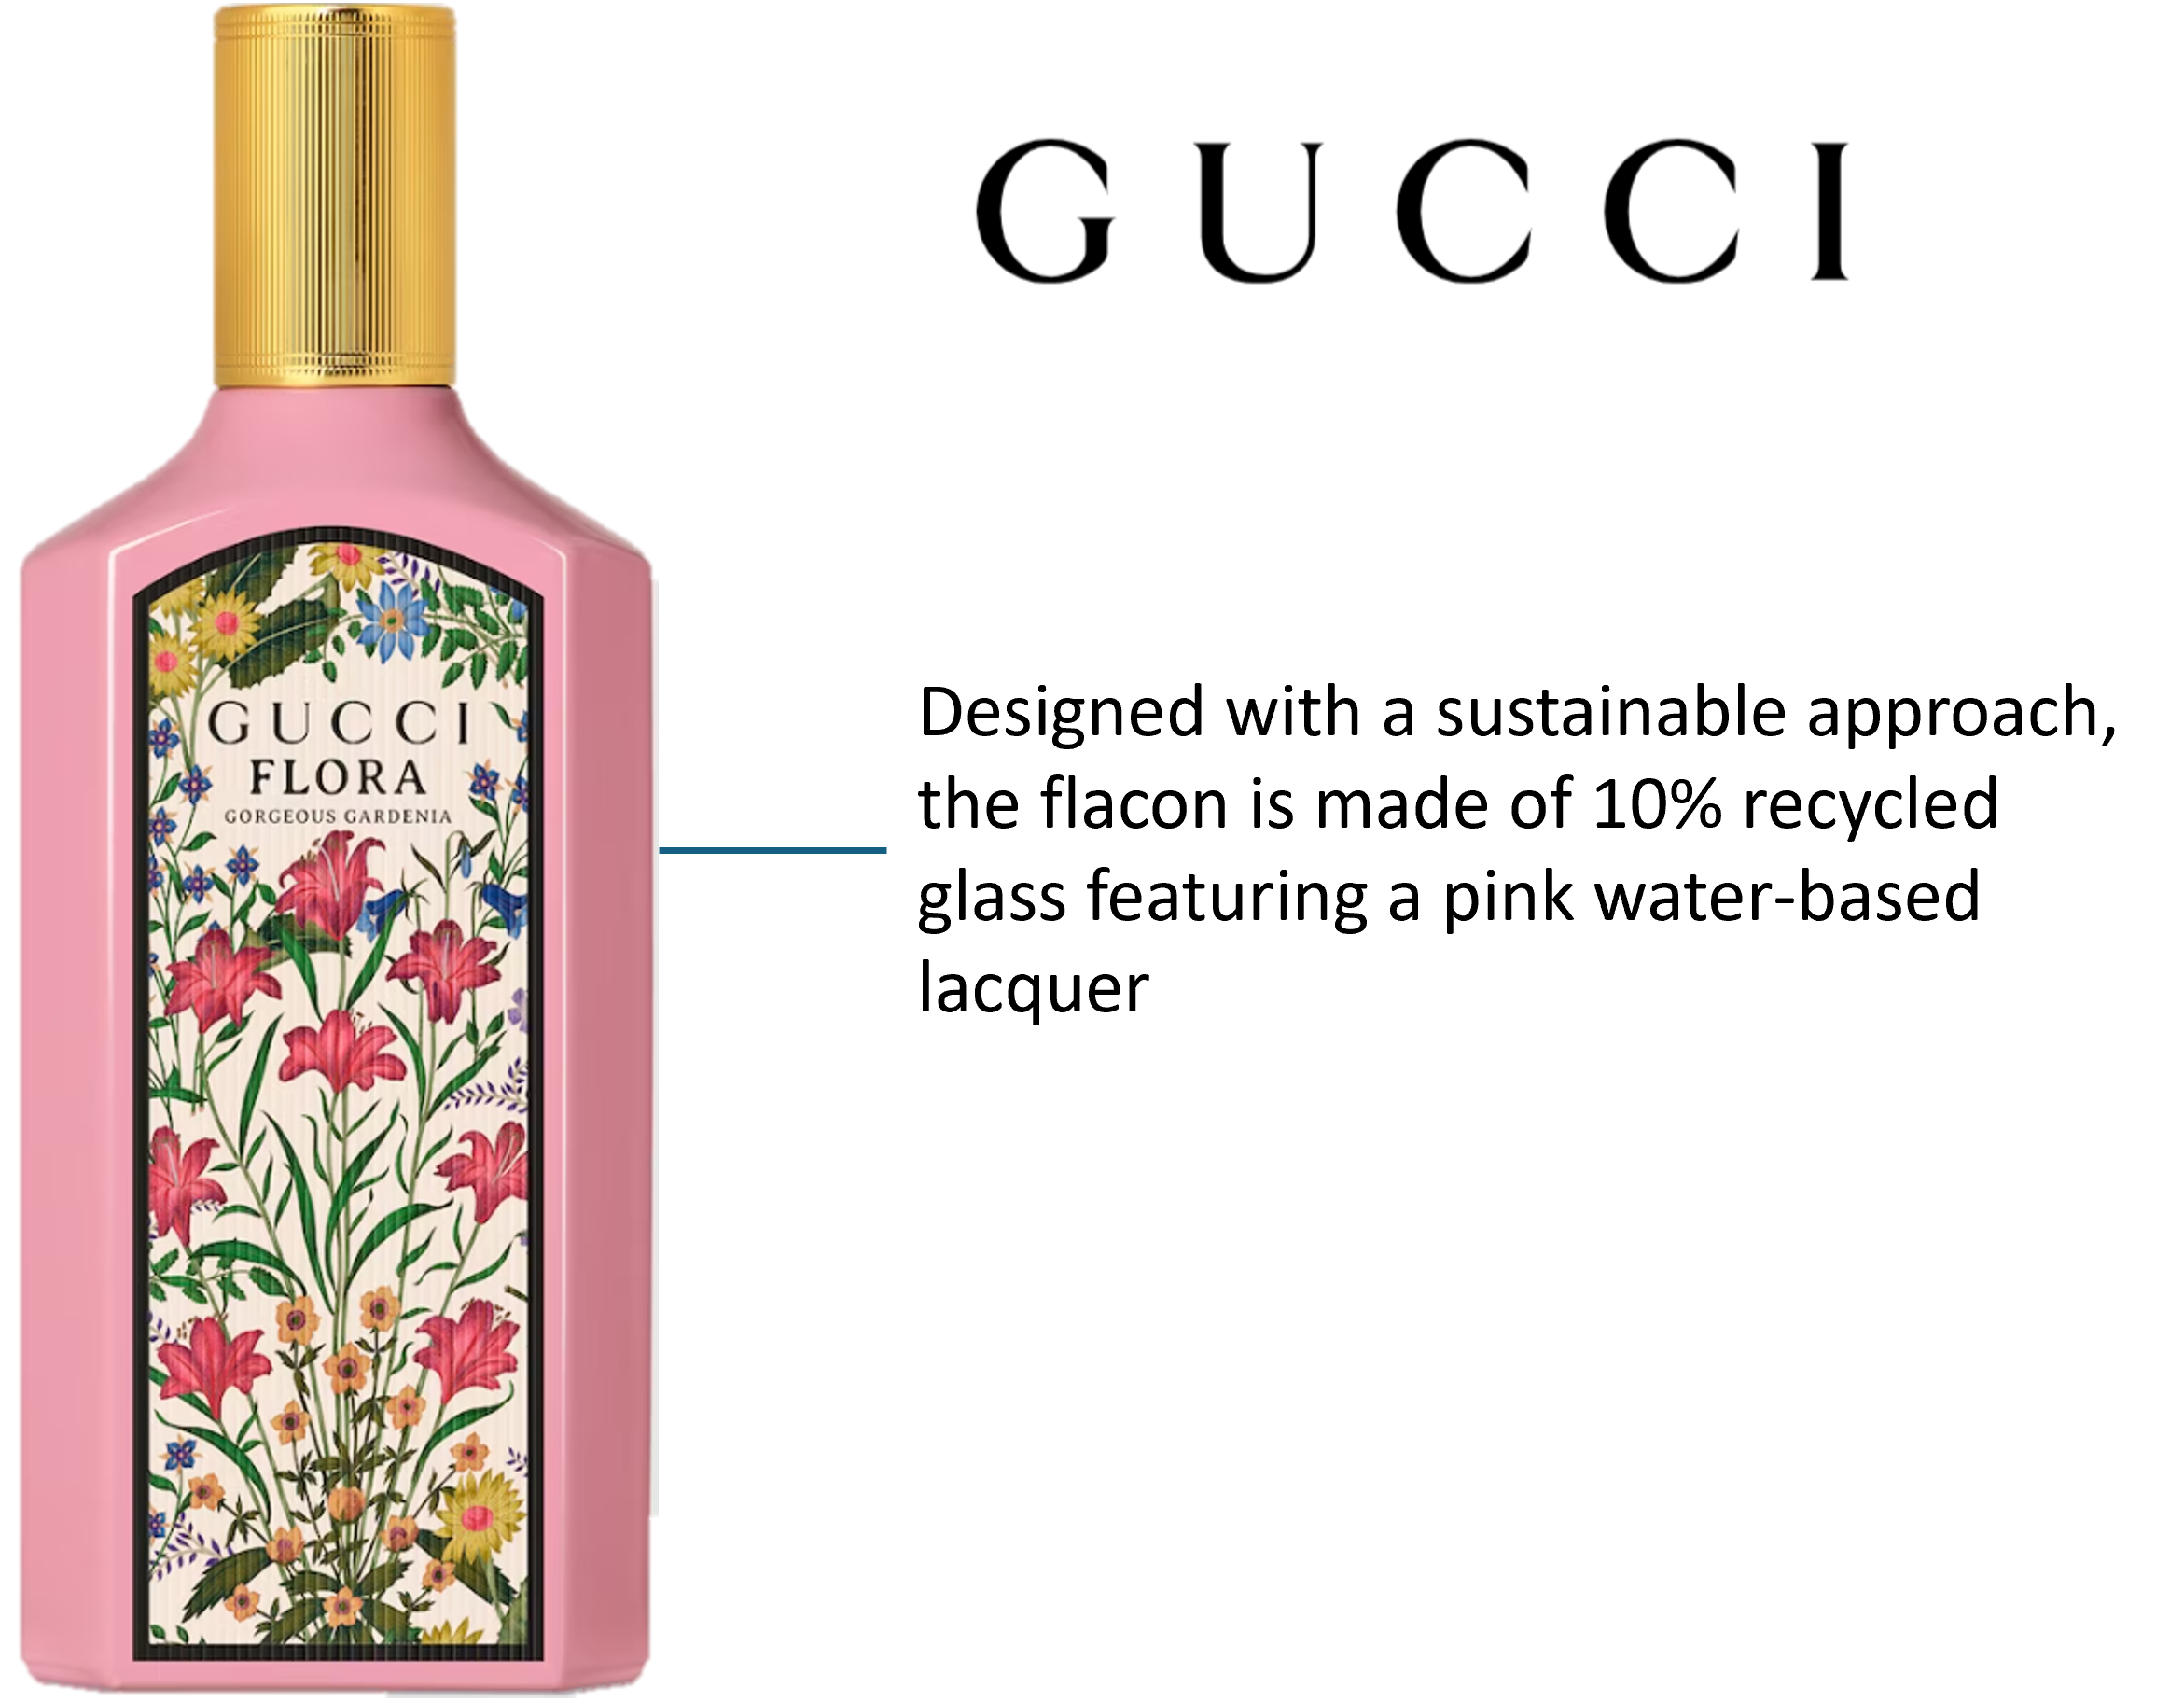 GUCCI
GUCCI
FLORA
GORGEOUS GARDENIA
Designed with a sustainable approach,
the flacon is made of 10% recycled
glass featuring a pink water-based
lacquer